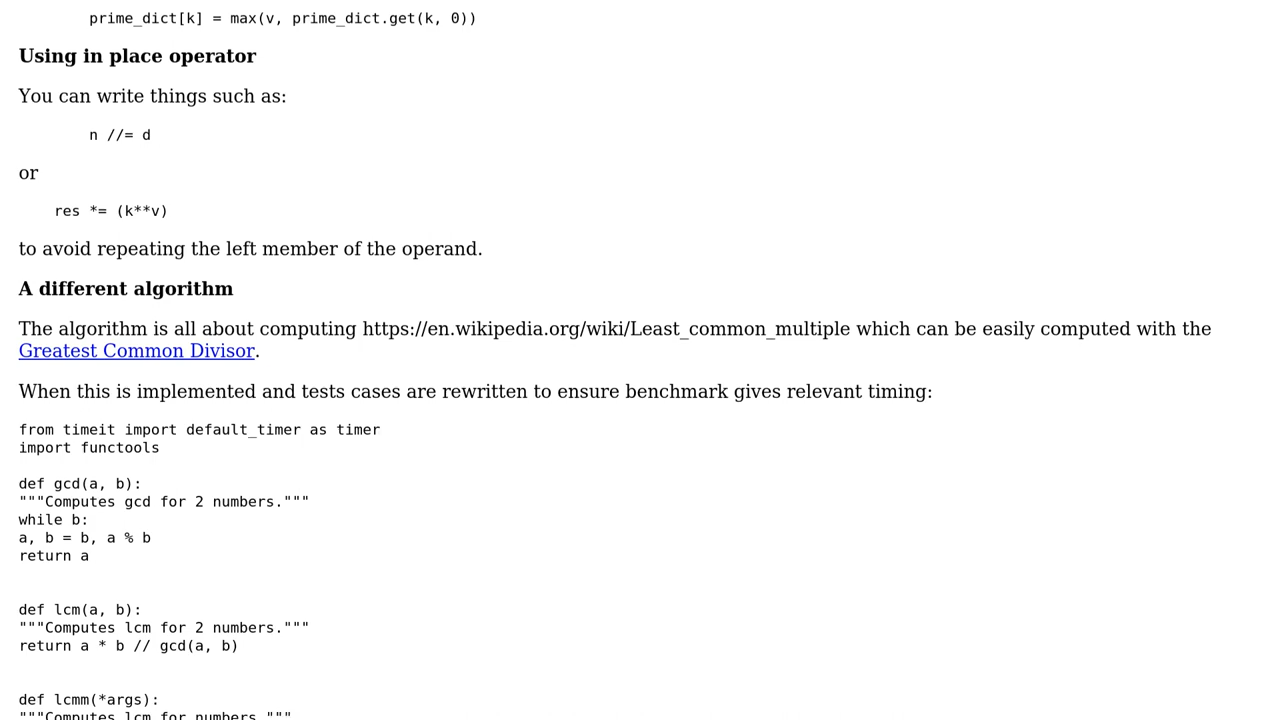 prime_dict[k] = max(v, prime_dict.get(k, 0))
Using in place operator
You can write things such as:
n //= d
or
res *= (k**v)
to avoid repeating the left member of the operand.
A different algorithm
The algorithm is all about computing https://en.wikipedia.org/wiki/Least_common_multiple which can be easily computed with the
Greatest Common Divisor.
When this is implemented and tests cases are rewritten to ensure benchmark gives relevant timing:
from timeit import default_timer as timer
import functools
def gcd(a, b):
"""Computes gcd for 2 numbers."""
while b:
a, b = b, a % b
return a
def lcm(a, b):
"""Computes lcm for 2 numbers."""
return a * b // gcd(a, b)
def lcmm(*args):
"""Computes lcm for numbers."""